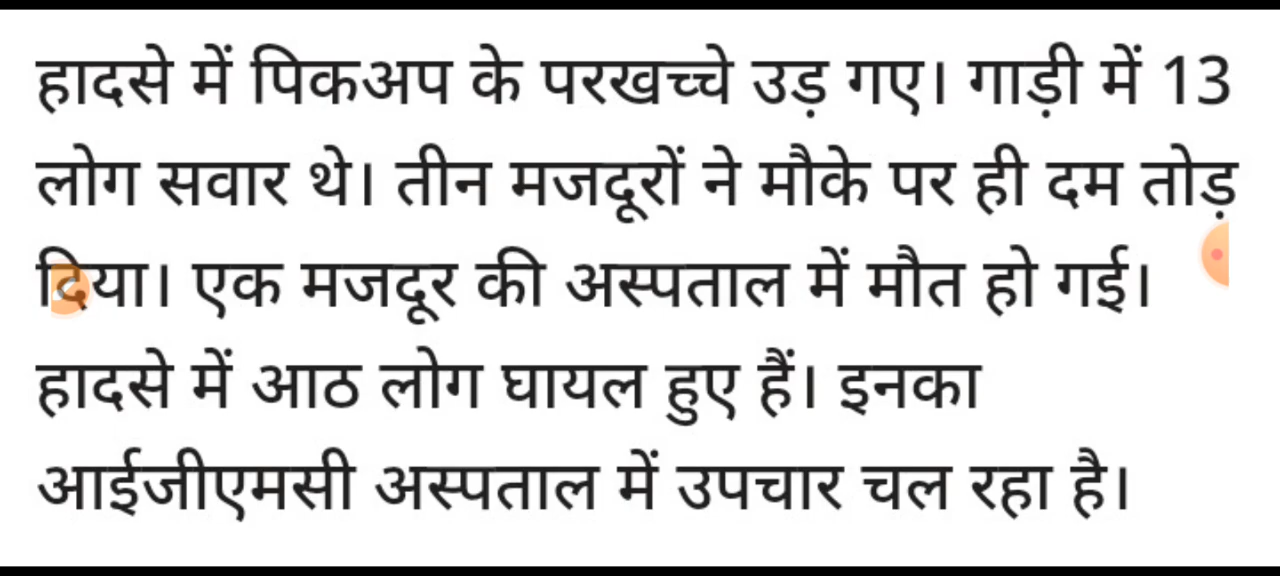 हादसे में पिकअप के परखच्चे उड़ गए। गाड़ी में 13
लोग सवार थे। तीन मजदूरों ने मौके पर ही दम तोड़
दिया। एक मजदूर की अस्पताल में मौत हो गई।
हादसे में आठ लोग घायल हुए हैं। इनका
आईजीएमसी अस्पताल में उपचार चल रहा है।